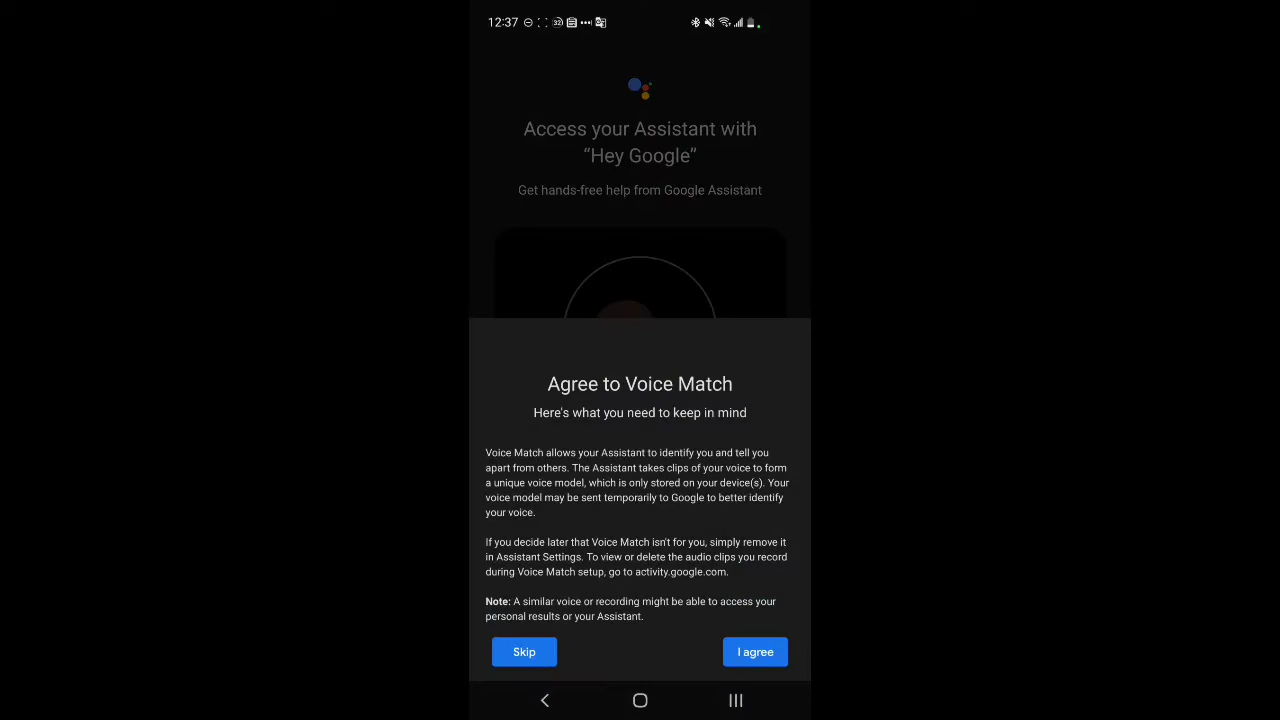 12:37
Access your Assistant with
“Hey Google”
Get hands-free help from Google Assistant
Agree to Voice Match
Here's what you need to keep in mind
Voice Match allows your Assistant to identify you and tell you
apart from others. The Assistant takes clips of your voice to form
a unique voice model, which is only stored on your device(s). Your
voice model may be sent temporarily to Google to better identify
your voice.
If you decide later that Voice Match isn't for you, simply remove it
in Assistant Settings. To view or delete the audio clips you record
during Voice Match setup, go to activity.google.com.
Note: A similar voice or recording might be able to access your
personal results or your Assistant.
Skip
I agree